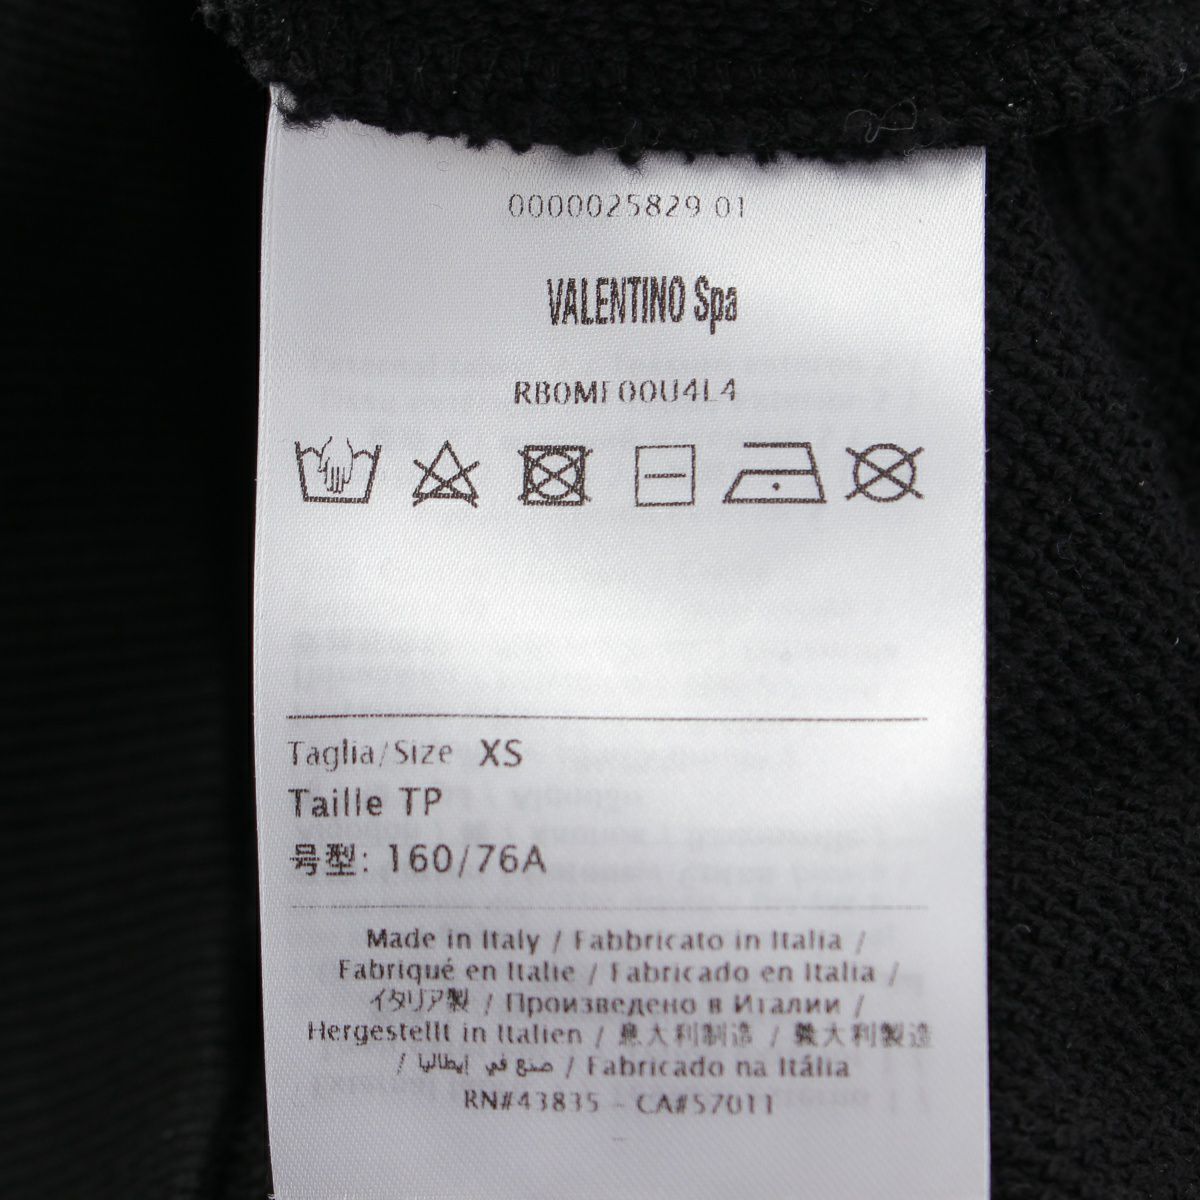 0000025829 01
VALENTINO Spa
RB0MF00U4L4
Taglia/Size XS
Taille TP
号型: 160/76A
Made in Italy / Fabbricato in Italia /
Fabriqué en Italie / Fabricado en Italia /
イタリア製 / Произведено в Италии /
Hergestellt in Italien / 意大利制造 / 義大利製造
/ صنع في إيطاليا / Fabricado na Itália
RN#43835 - CA#57011